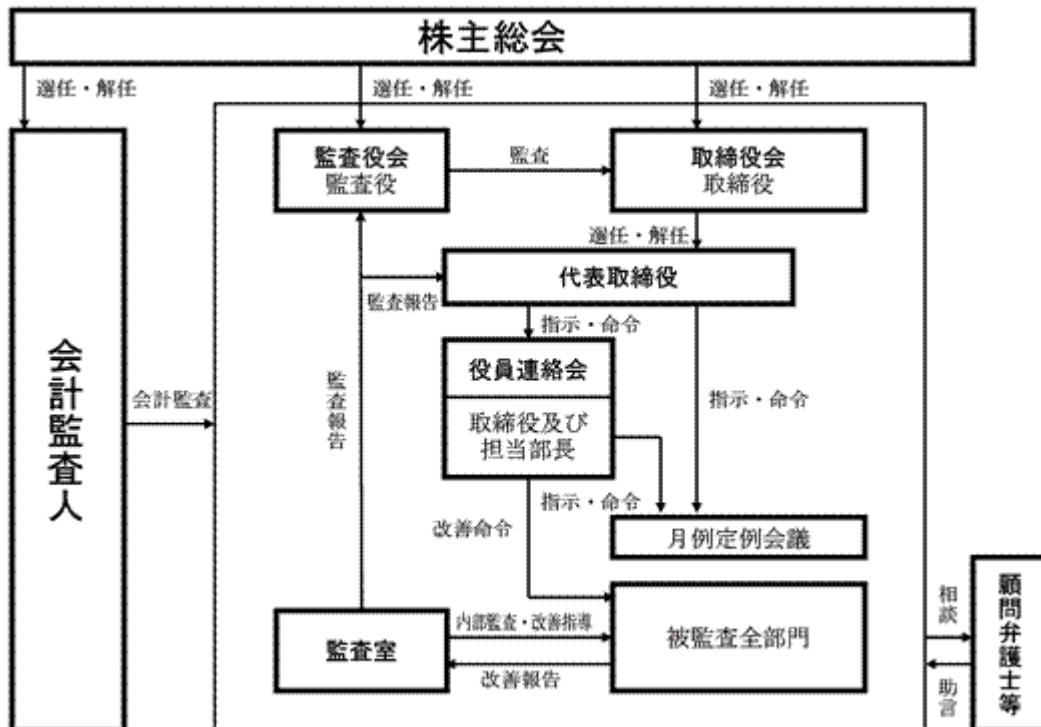 株主総会
選任・解任
選任・解任
選任・解任
監査役会
監査役
監査
取締役会
取締役
選任・解任
代表取締役
監査報告
指示・命令
役員連絡会
取締役及び
担当部長
指示・命令
監査報告
会計監査人
会計監査
指示・命令
改善命令
月例定例会議
監査室
内部監査・改善指導
改善報告
被監査全部門
相談
助言
顧問弁護士等